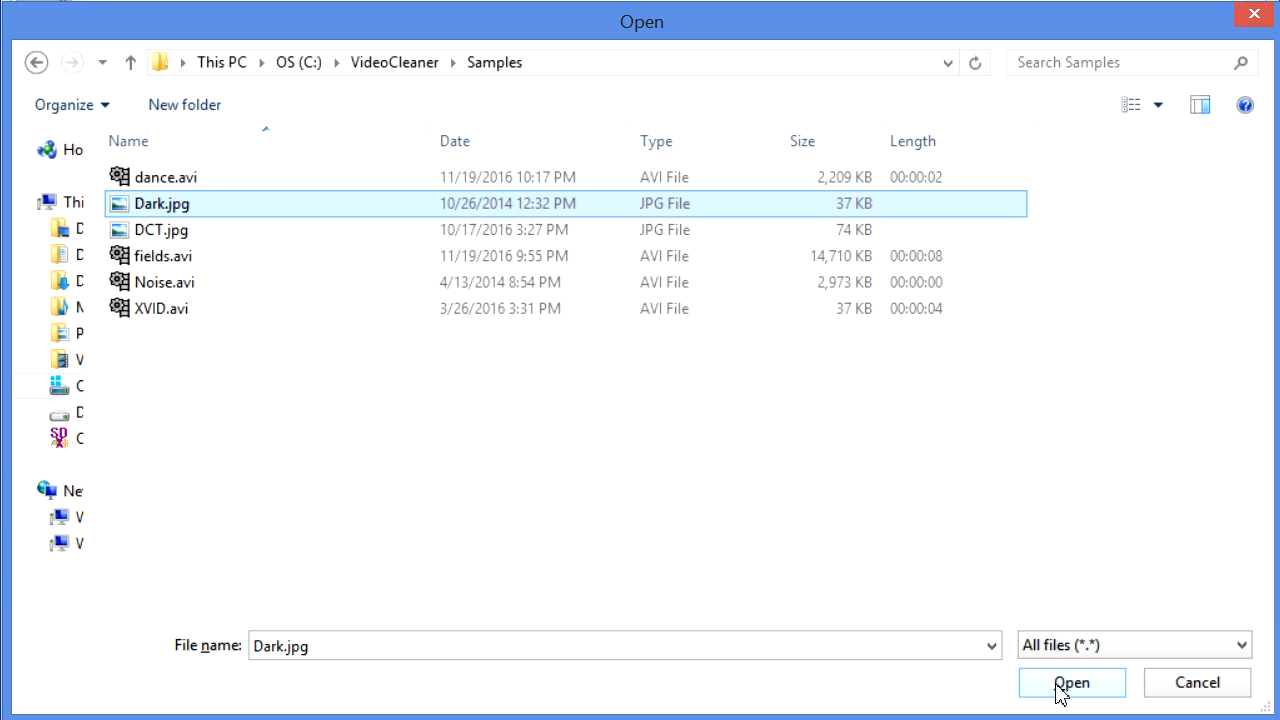 Open
This PC OS (C:) VideoCleaner Samples
Search Samples
Organize New folder
Name Date Type Size Length
dance.avi 11/19/2016 10:17 PM AVI File 2,209 KB 00:00:02
Dark.jpg 10/26/2014 12:32 PM JPG File 37 KB
DCT.jpg 10/17/2016 3:27 PM JPG File 74 KB
fields.avi 11/19/2016 9:55 PM AVI File 14,710 KB 00:00:08
Noise.avi 4/13/2014 8:54 PM AVI File 2,973 KB 00:00:00
XVID.avi 3/26/2016 3:31 PM AVI File 37 KB 00:00:04
Ho
Thi
D
D
D
M
P
V
C
D
SD C
Ne
V
V
File name: Dark.jpg All files (*.*)
Open Cancel